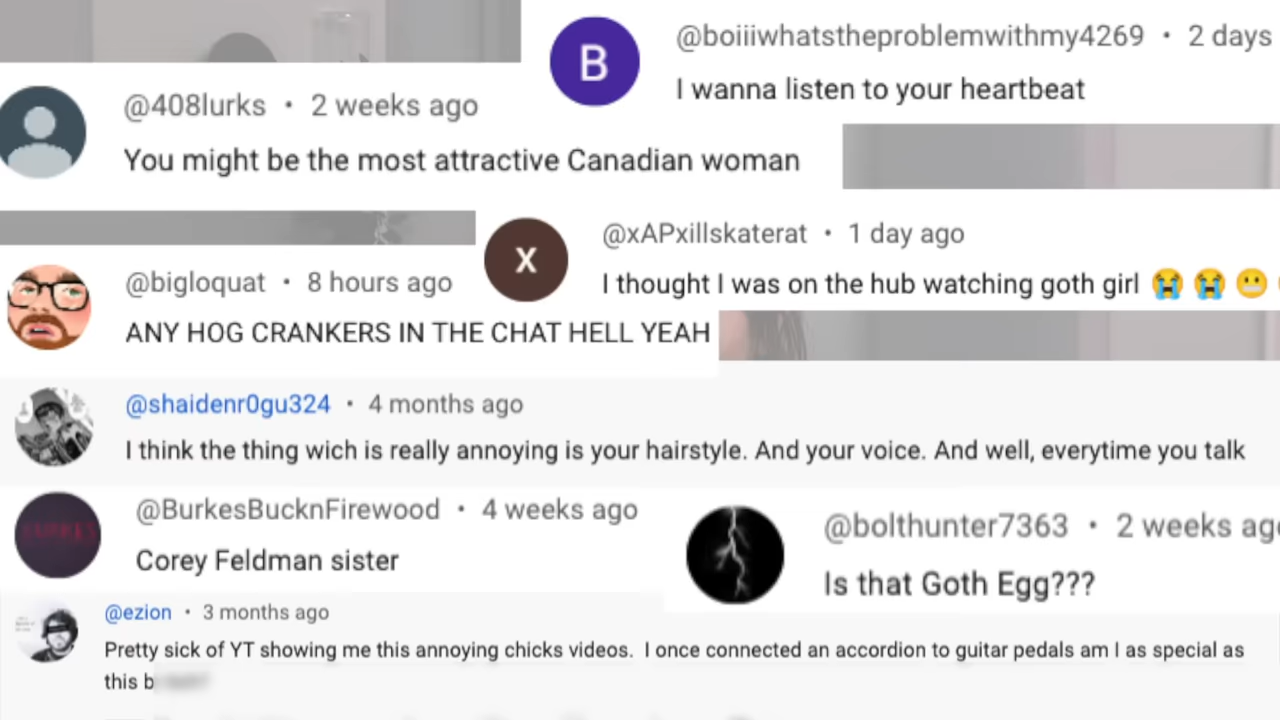 @boiiiwhatstheproblemwithmy4269 • 2 days
B
I wanna listen to your heartbeat
@408lurks • 2 weeks ago
You might be the most attractive Canadian woman
@xAPxillskaterat • 1 day ago
X
I thought I was on the hub watching goth girl 😭 😭 😬
@bigloquat • 8 hours ago
ANY HOG CRANKERS IN THE CHAT HELL YEAH
@shaidenr0gu324 • 4 months ago
I think the thing wich is really annoying is your hairstyle. And your voice. And well, everytime you talk
@BurkesBucknFirewood • 4 weeks ago
Corey Feldman sister
@bolthunter7363 • 2 weeks ag
Is that Goth Egg???
@ezion • 3 months ago
Pretty sick of YT showing me this annoying chicks videos. I once connected an accordion to guitar pedals am I as special as
this b